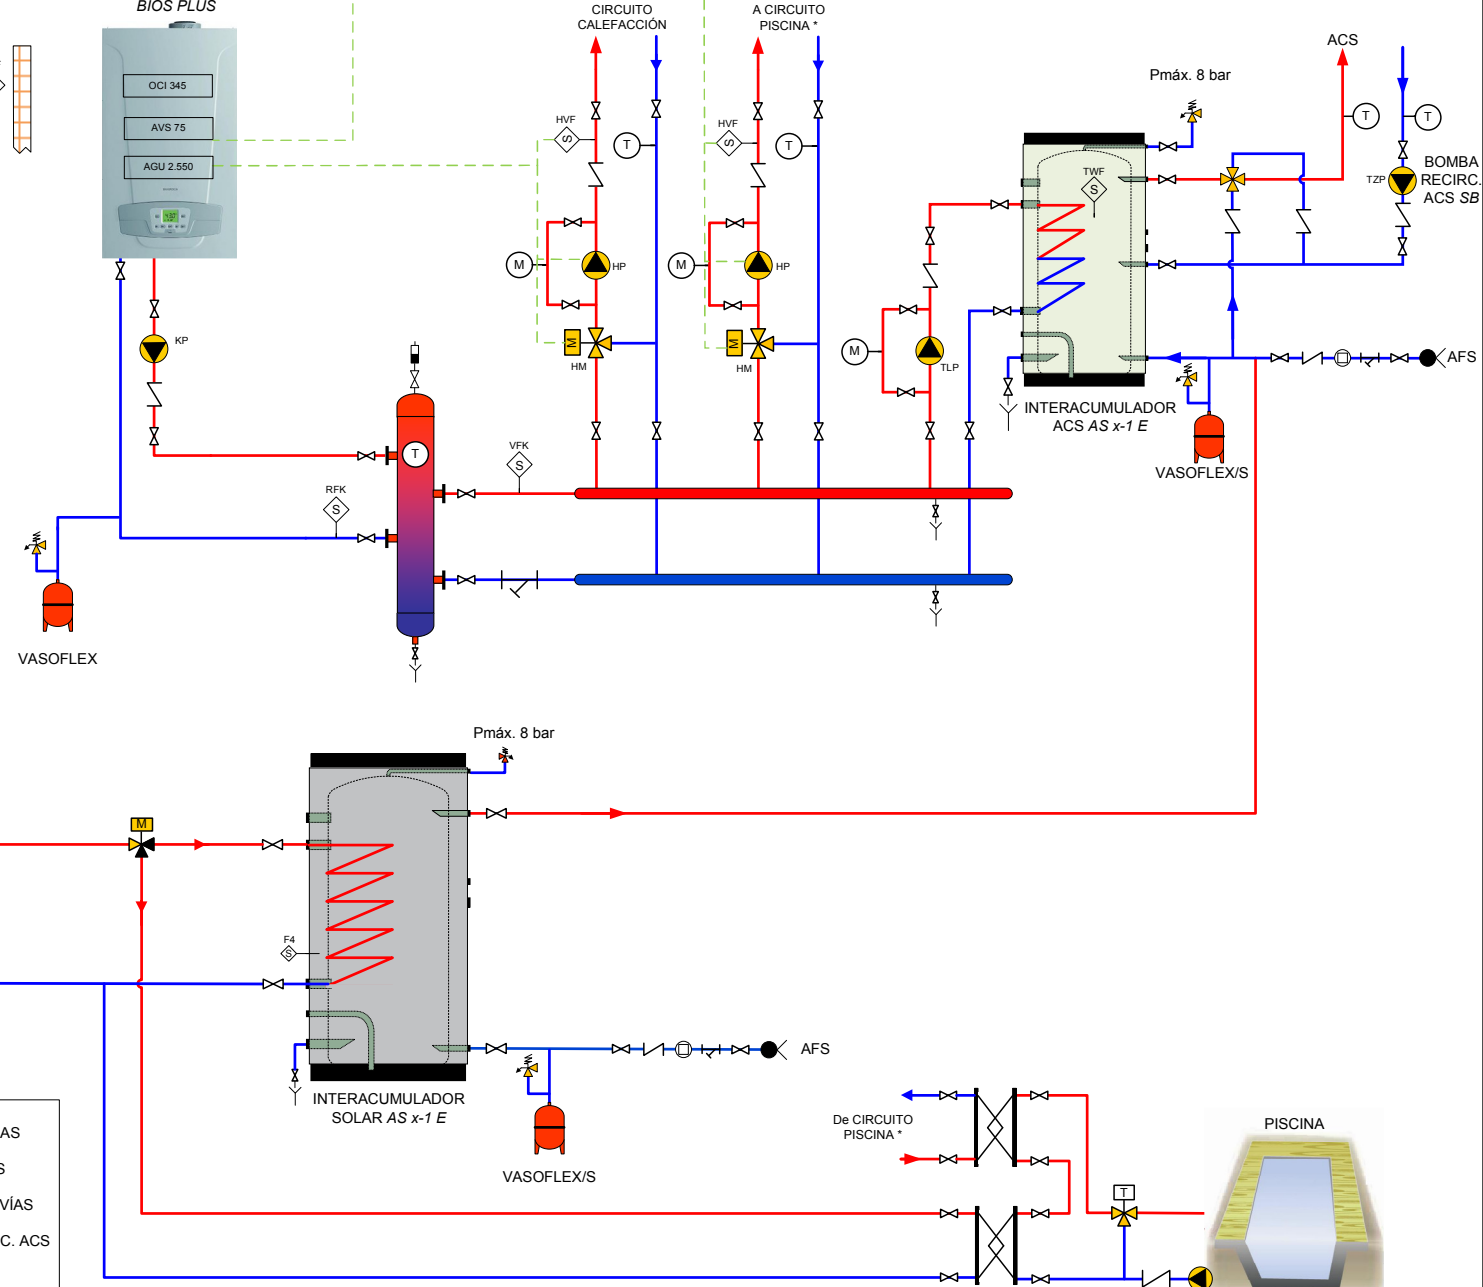 BIOS PLUS
OCI 345
AVS 75
AGU 2.550
KP
CIRCUITO
CALEFACCIÓN
A CIRCUITO
PISCINA *
HVF
S
T
HVF
S
T
M
HP
M
HP
M
HM
M
HM
M
TLP
Pmáx. 8 bar
TWF
S
ACS
T
T
TZP
BOMBA
RECIRC.
ACS SB
AFS
INTERACUMULADOR
ACS AS x-1 E
VASOFLEX/S
T
VFK
S
RFK
S
VASOFLEX
Pmáx. 8 bar
M
F4
S
AFS
INTERACUMULADOR
SOLAR AS x-1 E
VASOFLEX/S
De CIRCUITO
PISCINA *
T
PISCINA
AS
S
VÍAS
C. ACS